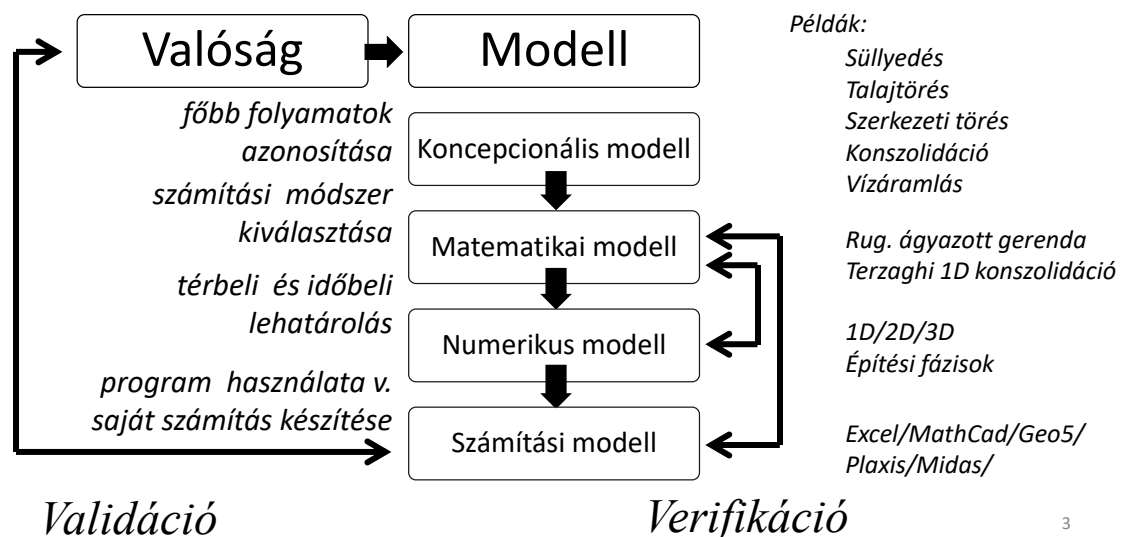 Valóság
Modell
főbb folyamatok
azonosítása
számítási módszer
kiválasztása
térbeli és időbeli
lehatárolás
program használata v.
saját számítás készítése
Koncepcionális modell
Matematikai modell
Numerikus modell
Számítási modell
Példák:
Süllyedés
Talajtörés
Szerkezeti törés
Konszolidáció
Vízáramlás
Rug. ágyazott gerenda
Terzaghi 1D konszolidáció
1D/2D/3D
Építési fázisok
Excel/MathCad/Geo5/
Plaxis/Midas/
Validáció
Verifikáció
3